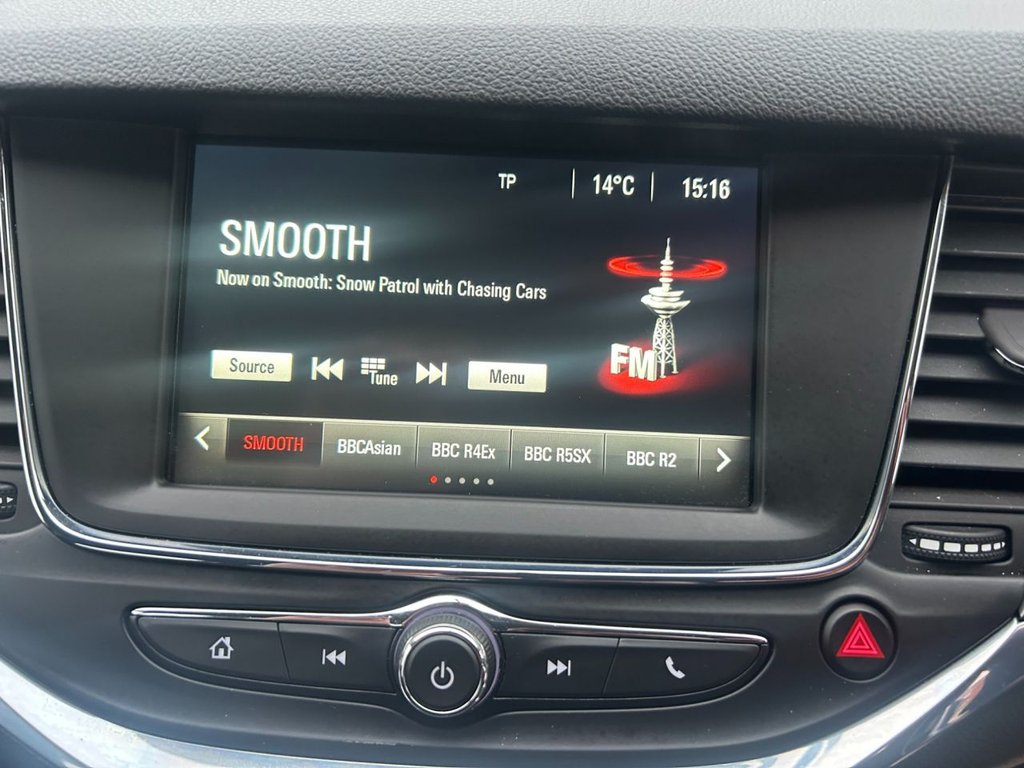 TP 14°C 15:16
SMOOTH
Now on Smooth: Snow Patrol with Chasing Cars
FM
Source Tune Menu
SMOOTH BBCAsian BBC R4Ex BBC R5SX BBC R2